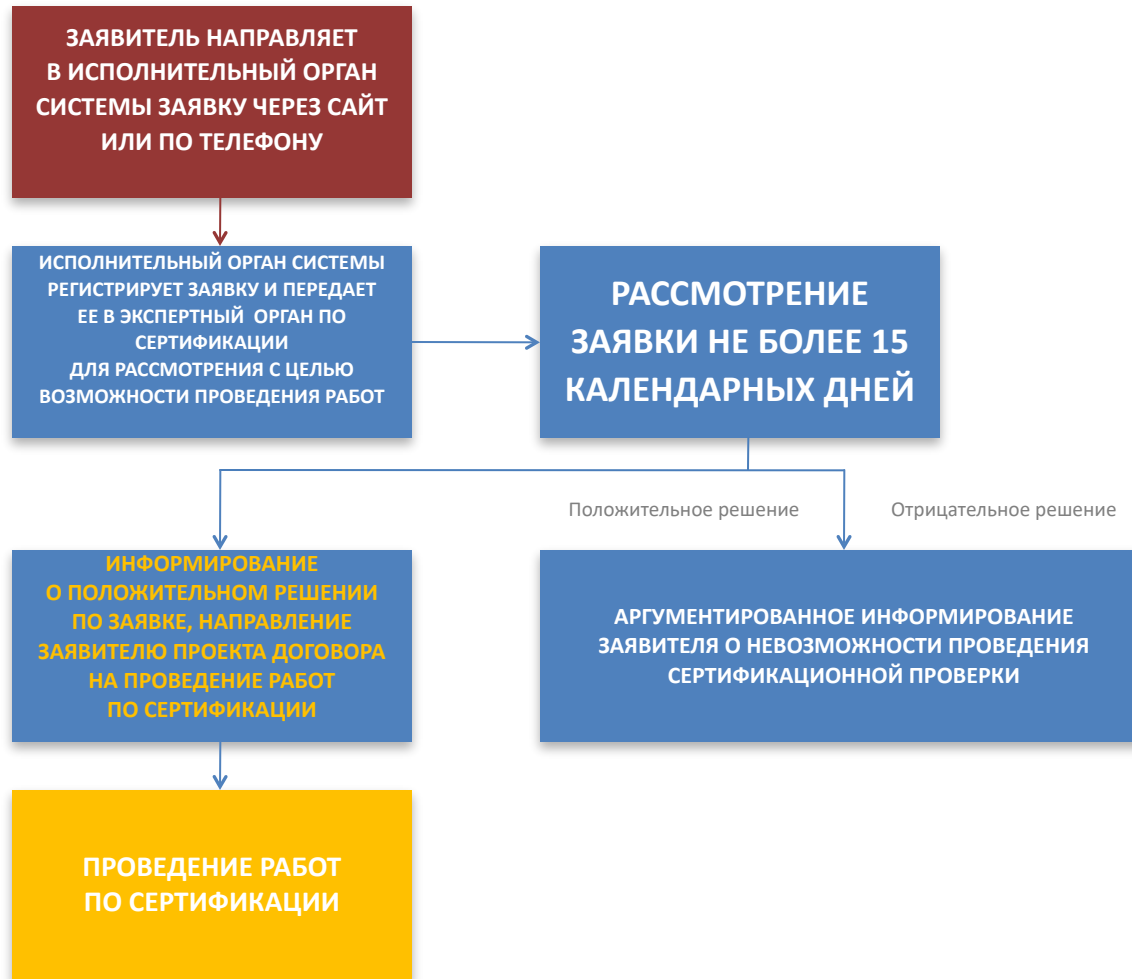 ЗАЯВИТЕЛЬ НАПРАВЛЯЕТ
В ИСПОЛНИТЕЛЬНЫЙ ОРГАН
СИСТЕМЫ ЗАЯВКУ ЧЕРЕЗ САЙТ
ИЛИ ПО ТЕЛЕФОНУ
ИСПОЛНИТЕЛЬНЫЙ ОРГАН СИСТЕМЫ
РЕГИСТРИРУЕТ ЗАЯВКУ И ПЕРЕДАЕТ
ЕЕ В ЭКСПЕРТНЫЙ ОРГАН ПО
СЕРТИФИКАЦИИ
ДЛЯ РАССМОТРЕНИЯ С ЦЕЛЬЮ
ВОЗМОЖНОСТИ ПРОВЕДЕНИЯ РАБОТ
РАССМОТРЕНИЕ
ЗАЯВКИ НЕ БОЛЕЕ 15
КАЛЕНДАРНЫХ ДНЕЙ
Положительное решение
Отрицательное решение
ИНФОРМИРОВАНИЕ
О ПОЛОЖИТЕЛЬНОМ РЕШЕНИИ
ПО ЗАЯВКЕ, НАПРАВЛЕНИЕ
ЗАЯВИТЕЛЮ ПРОЕКТА ДОГОВОРА
НА ПРОВЕДЕНИЕ РАБОТ
ПО СЕРТИФИКАЦИИ
АРГУМЕНТИРОВАННОЕ ИНФОРМИРОВАНИЕ
ЗАЯВИТЕЛЯ О НЕВОЗМОЖНОСТИ ПРОВЕДЕНИЯ
СЕРТИФИКАЦИОННОЙ ПРОВЕРКИ
ПРОВЕДЕНИЕ РАБОТ
ПО СЕРТИФИКАЦИИ